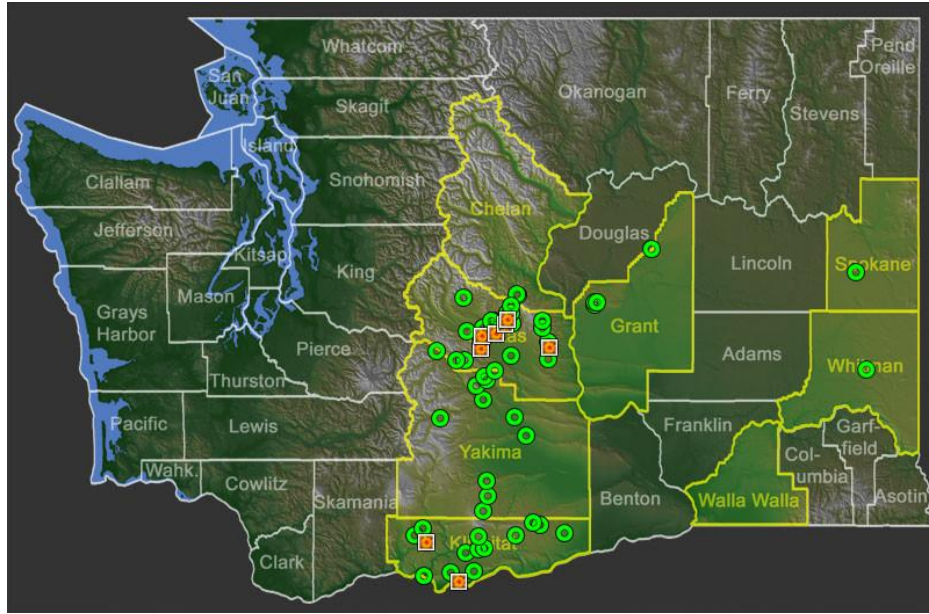 Whatcom
San
Juan
Skagit
Island
Snohomish
Okanogan
Ferry
Stevens
Pend
Oreille
Clallam
Jefferson
Chelan
Kitsap
King
Douglas
Lincoln
Spokane
Grays
Harbor
Mason
Pierce
Grant
Adams
Whitman
Thurston
Pacific
Lewis
Yakima
Franklin
Garf-
field
Wahk.
Cowlitz
Skamania
Benton
Walla Walla
Col-
umbia
Asotin
Clark